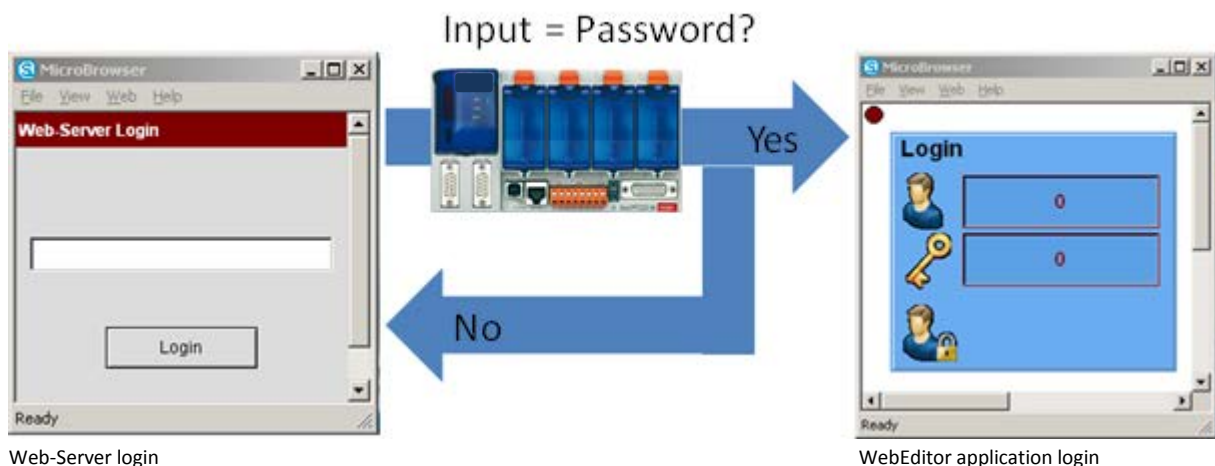 Input = Password?
MicroBrowser
File View Web Help
Web-Server Login
Login
Ready
Yes
No
MicroBrowser
File View Web Help
Login
0
0
Ready
Web-Server login
WebEditor application login